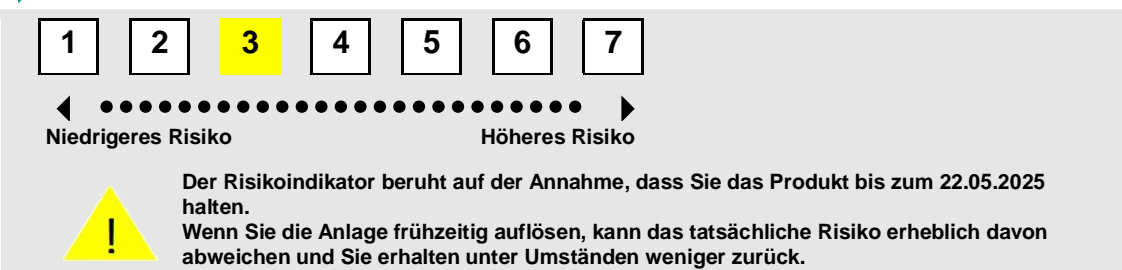 1 2 3 4 5 6 7
Niedrigeres Risiko Höheres Risiko
Der Risikoindikator beruht auf der Annahme, dass Sie das Produkt bis zum 22.05.2025
halten.
Wenn Sie die Anlage frühzeitig auflösen, kann das tatsächliche Risiko erheblich davon
abweichen und Sie erhalten unter Umständen weniger zurück.
!